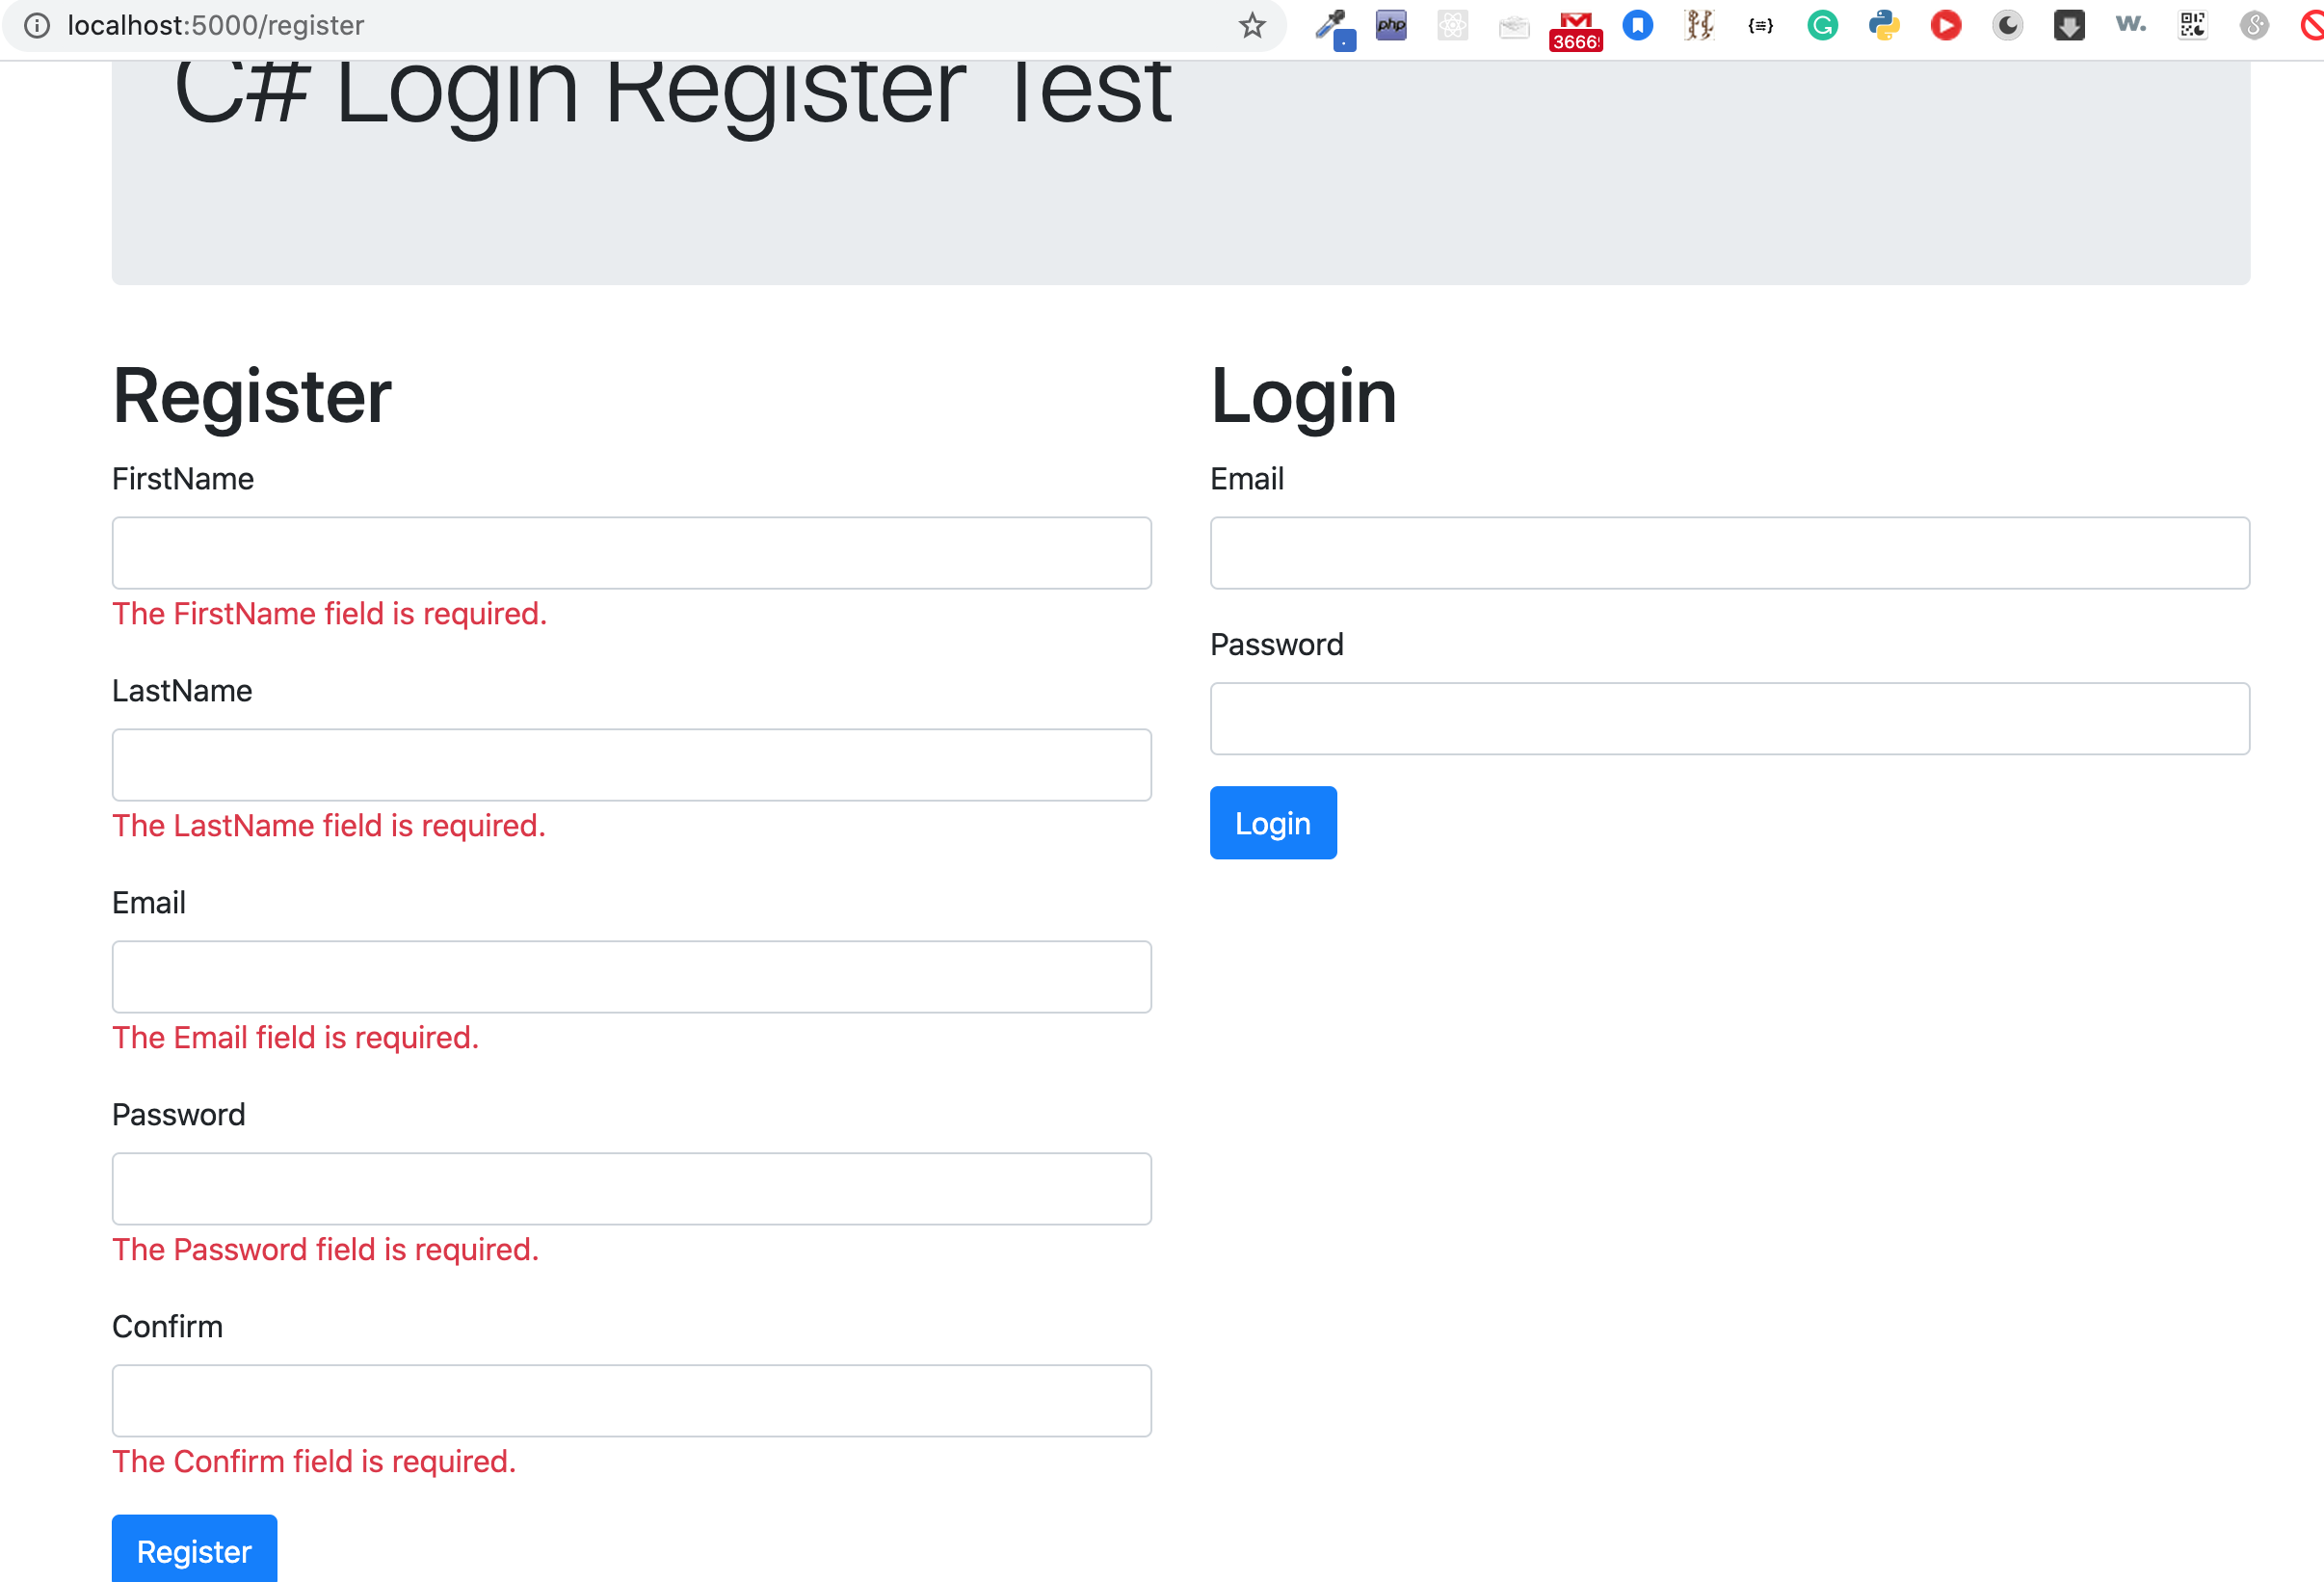 localhost:5000/register
php
3666
{≡}
G
w.
C# Login Register Test
Register
FirstName
The FirstName field is required.
LastName
The LastName field is required.
Email
The Email field is required.
Password
The Password field is required.
Confirm
The Confirm field is required.
Register
Login
Email
Password
Login